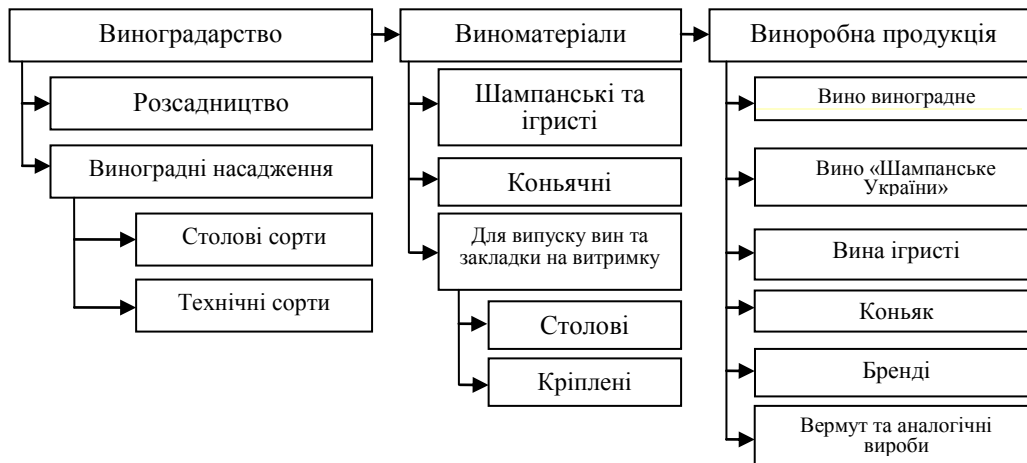 Виноградарство
Розсадництво
Виноградні насадження
Столові сорти
Технічні сорти
Виноматеріали
Шампанські та
ігристі
Коньячні
Для випуску вин та
закладки на витримку
Столові
Кріплені
Виноробна продукція
Вино виноградне
Вино «Шампанське
України»
Вина ігристі
Коньяк
Бренді
Вермут та аналогічні
вироби